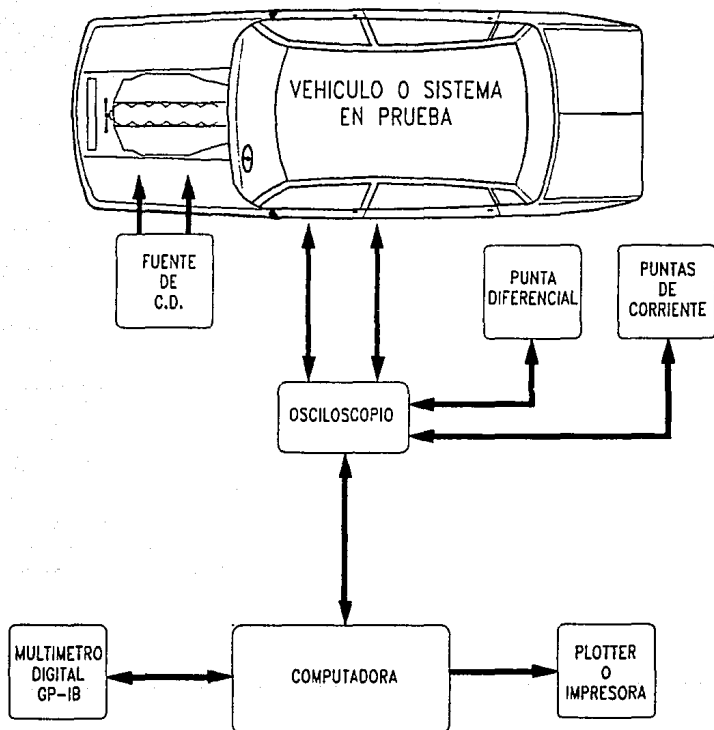 VEHICULO O SISTEMA
EN PRUEBA
FUENTE
DE
C.D.
PUNTA
DIFERENCIAL
PUNTAS
DE
CORRIENTE
OSCILOSCOPIO
MULTIMETRO
DIGITAL
GP-IB
COMPUTADORA
PLOTTER
O
IMPRESORA